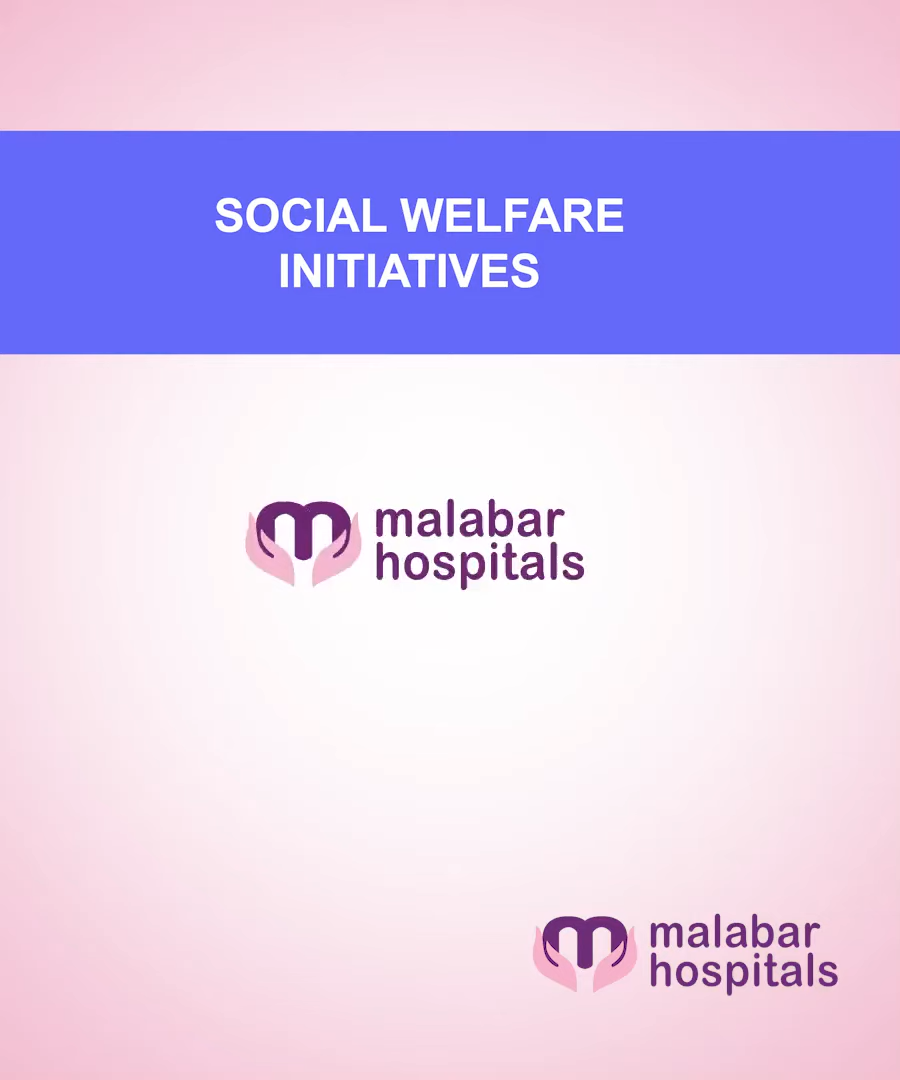 SOCIAL WELFARE
INITIATIVES
malabar
hospitals
malabar
hospitals